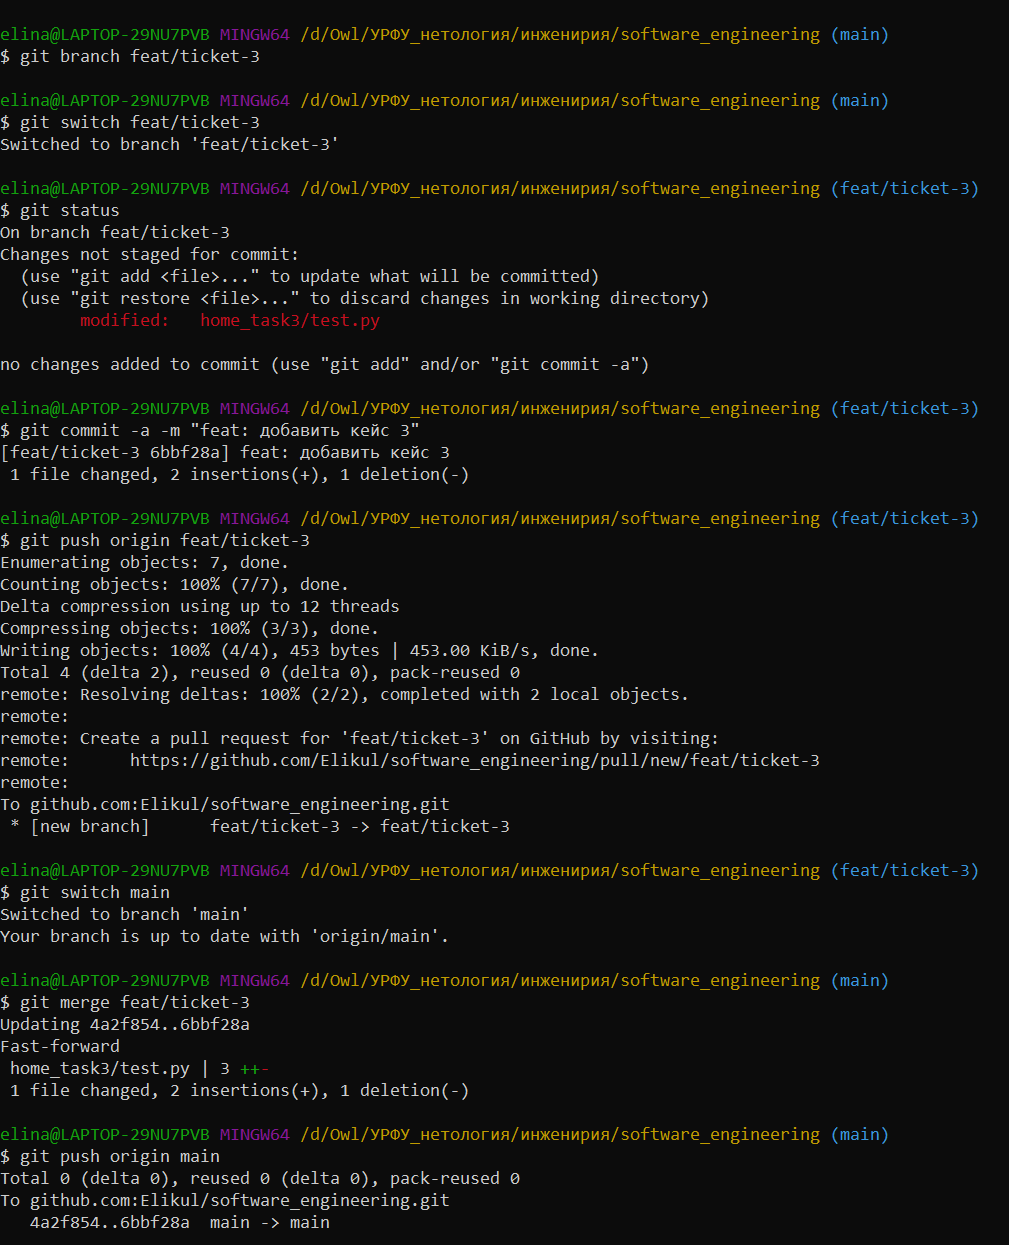 elina@LAPTOP-29NU7PVB MINGW64 /d/Owl/УРФУ_нетология/инженирия/software_engineering (main)
$ git branch feat/ticket-3
elina@LAPTOP-29NU7PVB MINGW64 /d/Owl/УРФУ_нетология/инженирия/software_engineering (main)
$ git switch feat/ticket-3
Switched to branch 'feat/ticket-3'
elina@LAPTOP-29NU7PVB MINGW64 /d/Owl/УРФУ_нетология/инженирия/software_engineering (feat/ticket-3)
$ git status
On branch feat/ticket-3
Changes not staged for commit:
  (use "git add <file>..." to update what will be committed)
  (use "git restore <file>..." to discard changes in working directory)
        modified:   home_task3/test.py
no changes added to commit (use "git add" and/or "git commit -a")
elina@LAPTOP-29NU7PVB MINGW64 /d/Owl/УРФУ_нетология/инженирия/software_engineering (feat/ticket-3)
$ git commit -a -m "feat: добавить кейс 3"
[feat/ticket-3 6bbf28a] feat: добавить кейс 3
 1 file changed, 2 insertions(+), 1 deletion(-)
elina@LAPTOP-29NU7PVB MINGW64 /d/Owl/УРФУ_нетология/инженирия/software_engineering (feat/ticket-3)
$ git push origin feat/ticket-3
Enumerating objects: 7, done.
Counting objects: 100% (7/7), done.
Delta compression using up to 12 threads
Compressing objects: 100% (3/3), done.
Writing objects: 100% (4/4), 453 bytes | 453.00 KiB/s, done.
Total 4 (delta 2), reused 0 (delta 0), pack-reused 0
remote: Resolving deltas: 100% (2/2), completed with 2 local objects.
remote:
remote: Create a pull request for 'feat/ticket-3' on GitHub by visiting:
remote:      https://github.com/Elikul/software_engineering/pull/new/feat/ticket-3
remote:
To github.com:Elikul/software_engineering.git
 * [new branch]      feat/ticket-3 -> feat/ticket-3
elina@LAPTOP-29NU7PVB MINGW64 /d/Owl/УРФУ_нетология/инженирия/software_engineering (feat/ticket-3)
$ git switch main
Switched to branch 'main'
Your branch is up to date with 'origin/main'.
elina@LAPTOP-29NU7PVB MINGW64 /d/Owl/УРФУ_нетология/инженирия/software_engineering (main)
$ git merge feat/ticket-3
Updating 4a2f854..6bbf28a
Fast-forward
 home_task3/test.py | 3 ++-
 1 file changed, 2 insertions(+), 1 deletion(-)
elina@LAPTOP-29NU7PVB MINGW64 /d/Owl/УРФУ_нетология/инженирия/software_engineering (main)
$ git push origin main
Total 0 (delta 0), reused 0 (delta 0), pack-reused 0
To github.com:Elikul/software_engineering.git
   4a2f854..6bbf28a  main -> main